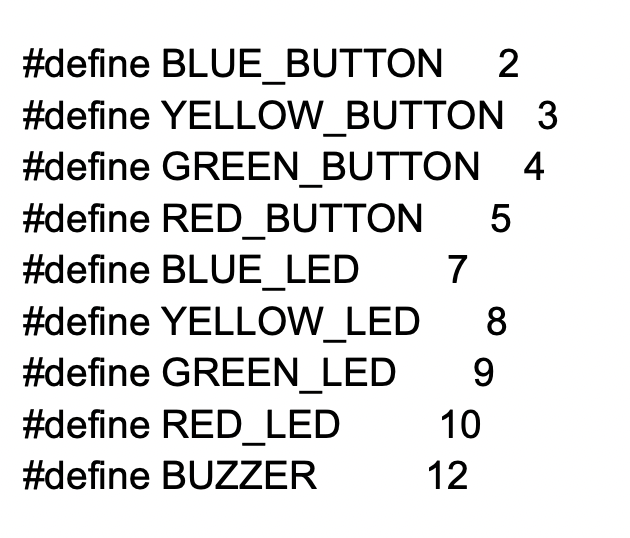 #define BLUE_BUTTON 2
#define YELLOW_BUTTON 3
#define GREEN_BUTTON 4
#define RED_BUTTON 5
#define BLUE_LED 7
#define YELLOW_LED 8
#define GREEN_LED 9
#define RED_LED 10
#define BUZZER 12